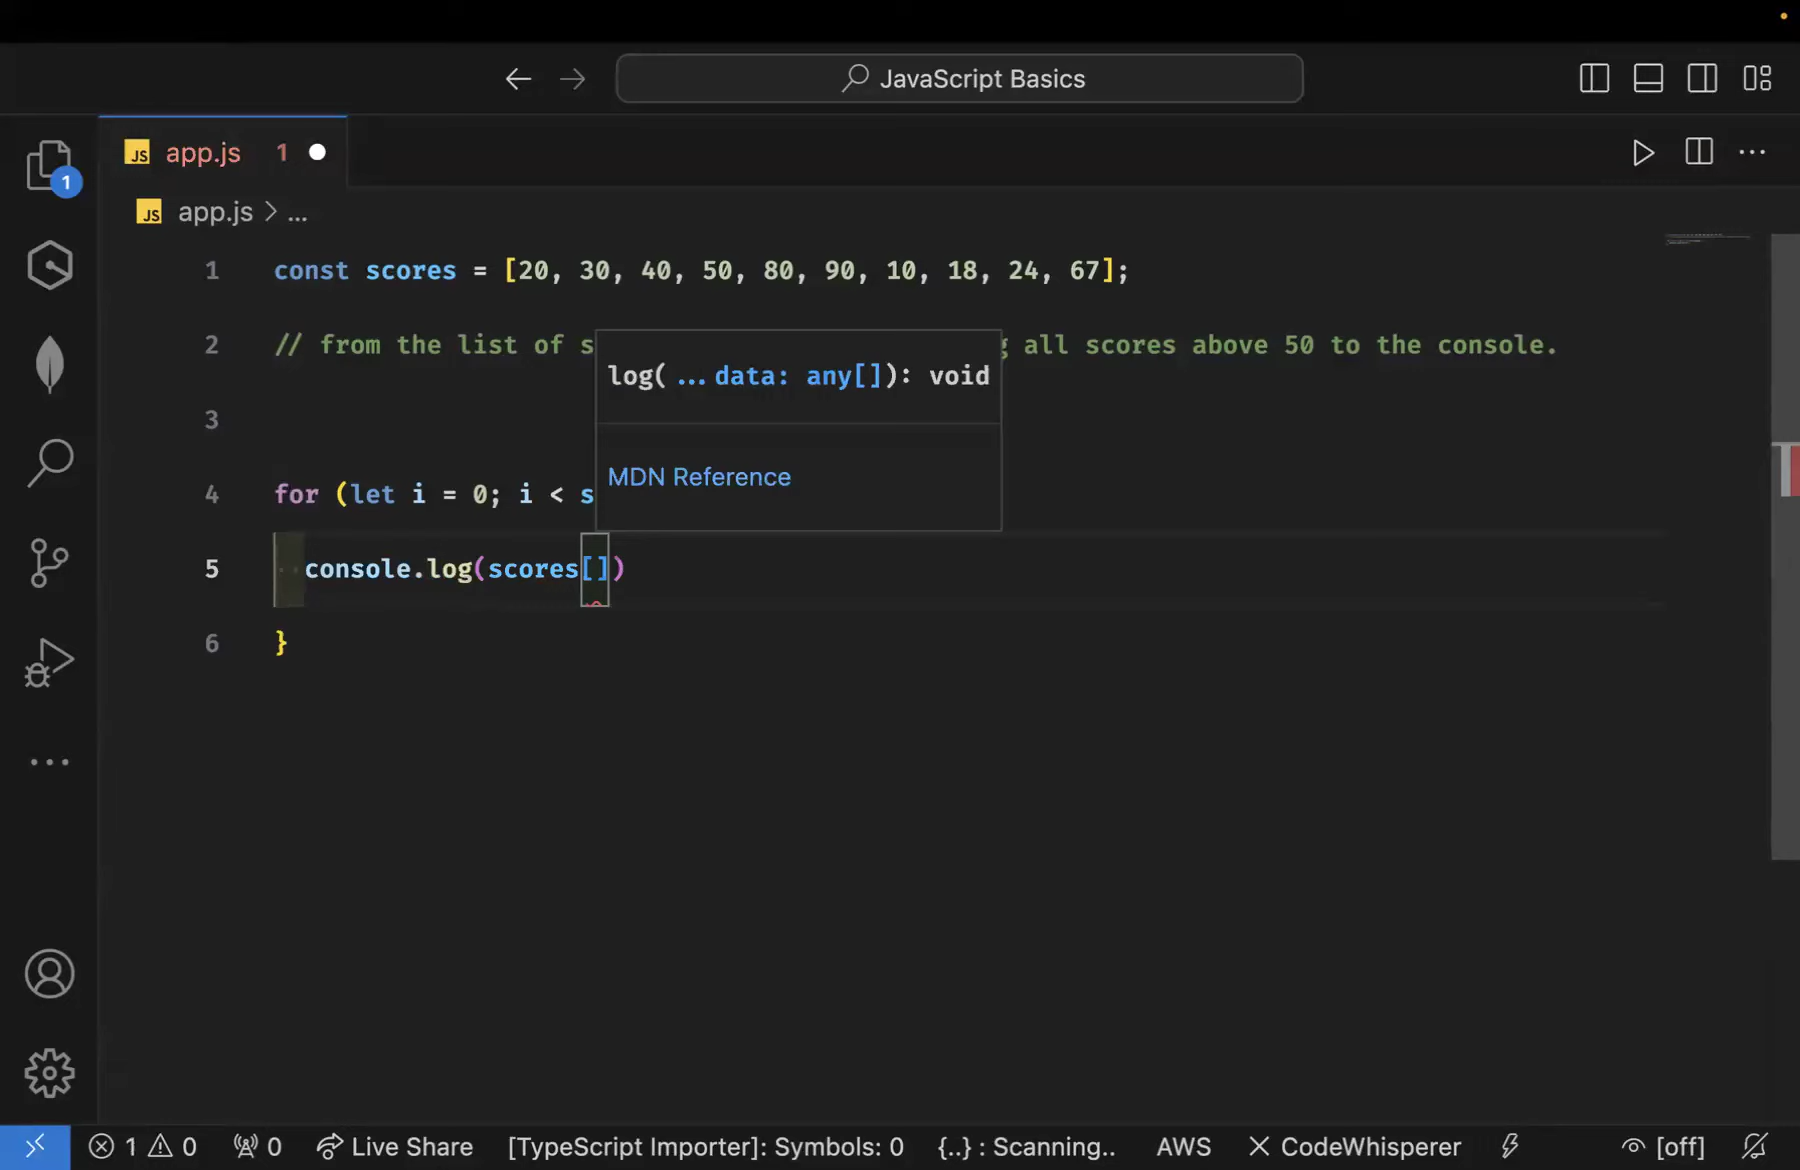 JavaScript Basics
JS app.js 1
JS app.js > ...
1 const scores = [20, 30, 40, 50, 80, 90, 10, 18, 24, 67];
2 // from the list of s all scores above 50 to the console.
log( ...data: any[]): void
3
MDN Reference
4 for (let i = 0; i < s
5 console.log(scores[])
6 }
1
1 0 0 Live Share [TypeScript Importer]: Symbols: 0 {..} : Scanning.. AWS CodeWhisperer [off]